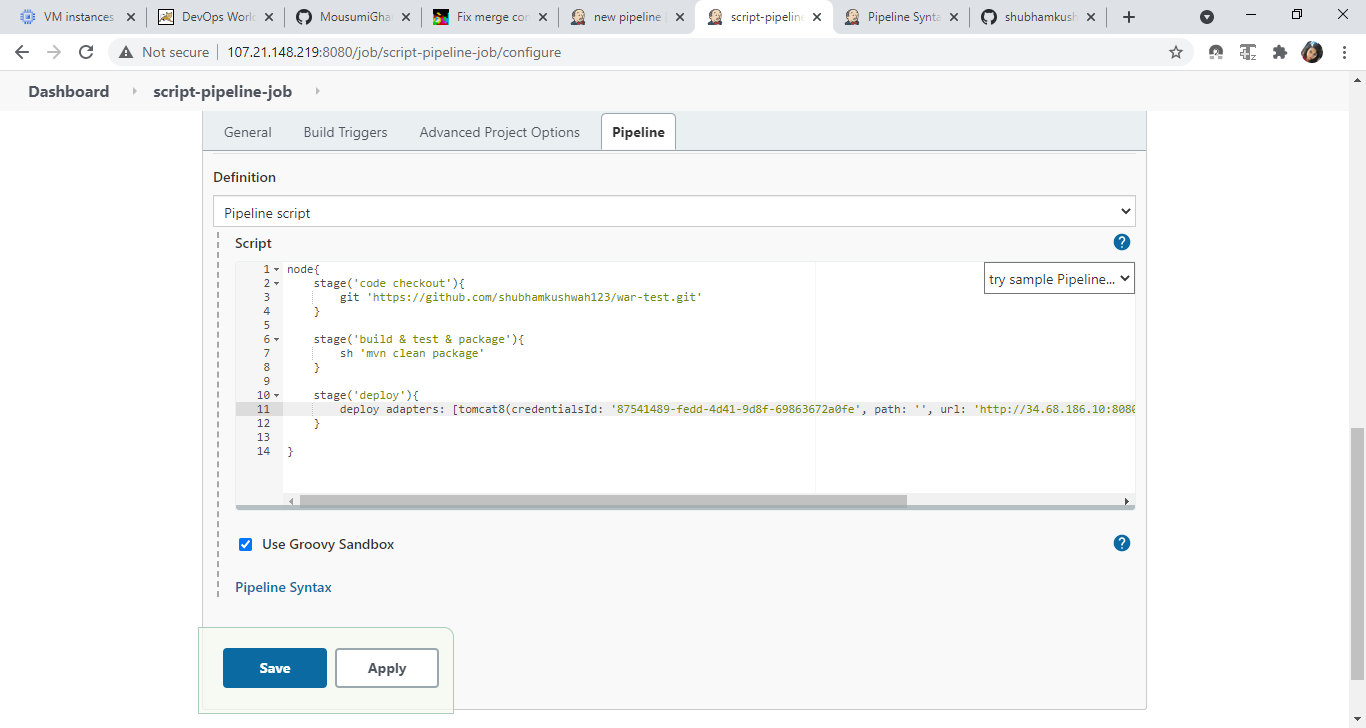 VM instances
DevOps World
MousumiGha
Fix merge con
new pipeline
script-pipeline
Pipeline Synta
shubhamkush
Not secure | 107.21.148.219:8080/job/script-pipeline-job/configure
Dashboard script-pipeline-job
General Build Triggers Advanced Project Options Pipeline
Definition
Pipeline script
Script
try sample Pipeline...
1 node{
2 stage('code checkout'){
3 git 'https://github.com/shubhamkushwah123/war-test.git'
4 }
5
6 stage('build & test & package'){
7 sh 'mvn clean package'
8 }
9
10 stage('deploy'){
11 deploy adapters: [tomcat8(credentialsId: '87541489-fedd-4d41-9d8f-69863672a0fe', path: '', url: 'http://34.68.186.10:8080
12 }
13
14 }
Use Groovy Sandbox
Pipeline Syntax
Save Apply